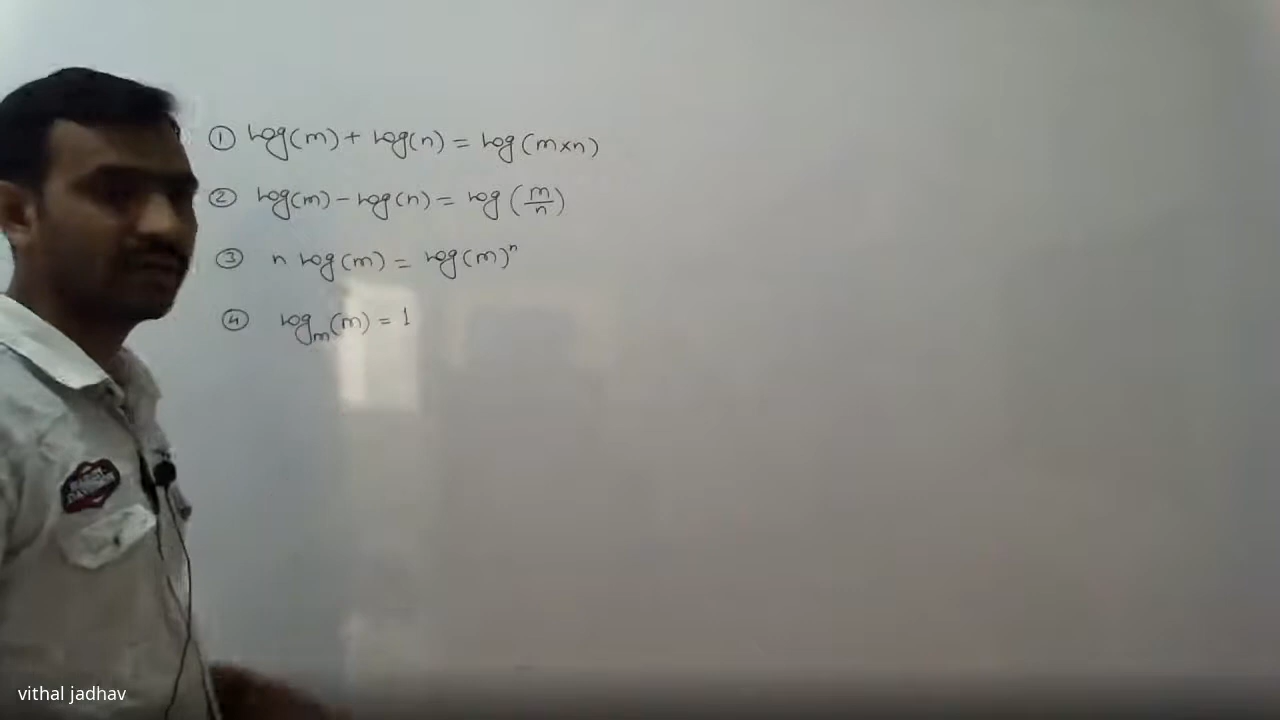 ① log(m) + log(n) = log(m×n)
② log(m) - log(n) = log(m/n)
③ n log(m) = log(m)ⁿ
④ logₘ(m) = 1
vithal jadhav